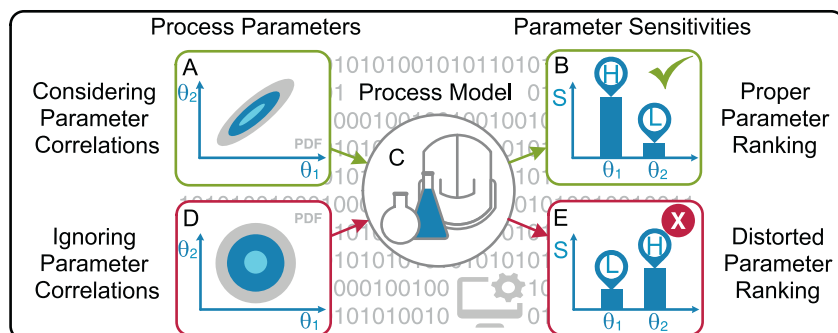 Process Parameters
Parameter Sensitivities
Considering
Parameter
Correlations
A
θ2
PDF
θ1
Process Model
C
B
S
H
L
θ1
θ2
Proper
Parameter
Ranking
Ignoring
Parameter
Correlations
D
PDF
θ2
θ1
E
X
S
L
H
θ1
θ2
Distorted
Parameter
Ranking